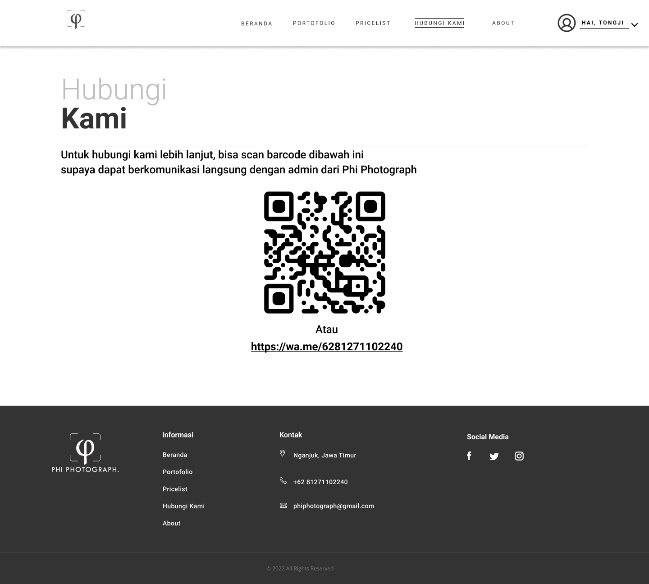 φ
BERANDA
PORTOFOLIO
PRICELIST
HUBUNGI KAMI
ABOUT
HAI, TONGJI
Hubungi
Kami
Untuk hubungi kami lebih lanjut, bisa scan barcode dibawah ini
supaya dapat berkomunikasi langsung dengan admin dari Phi Photograph
Atau
https://wa.me/6281271102240
φ
PHI PHOTOGRAPH.
Informasi
Beranda
Portofolio
Pricelist
Hubungi Kami
About
Kontak
Nganjuk, Jawa Timur
+62 81271102240
phiphotograph@gmail.com
Social Media
© 2022 All Rights Reserved